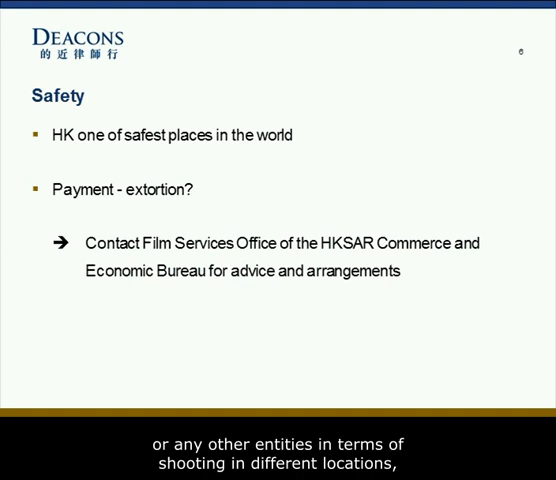 DEACONS
的近律師行
6
Safety
▪ HK one of safest places in the world
▪ Payment - extortion?
➔ Contact Film Services Office of the HKSAR Commerce and
Economic Bureau for advice and arrangements
or any other entities in terms of
shooting in different locations,